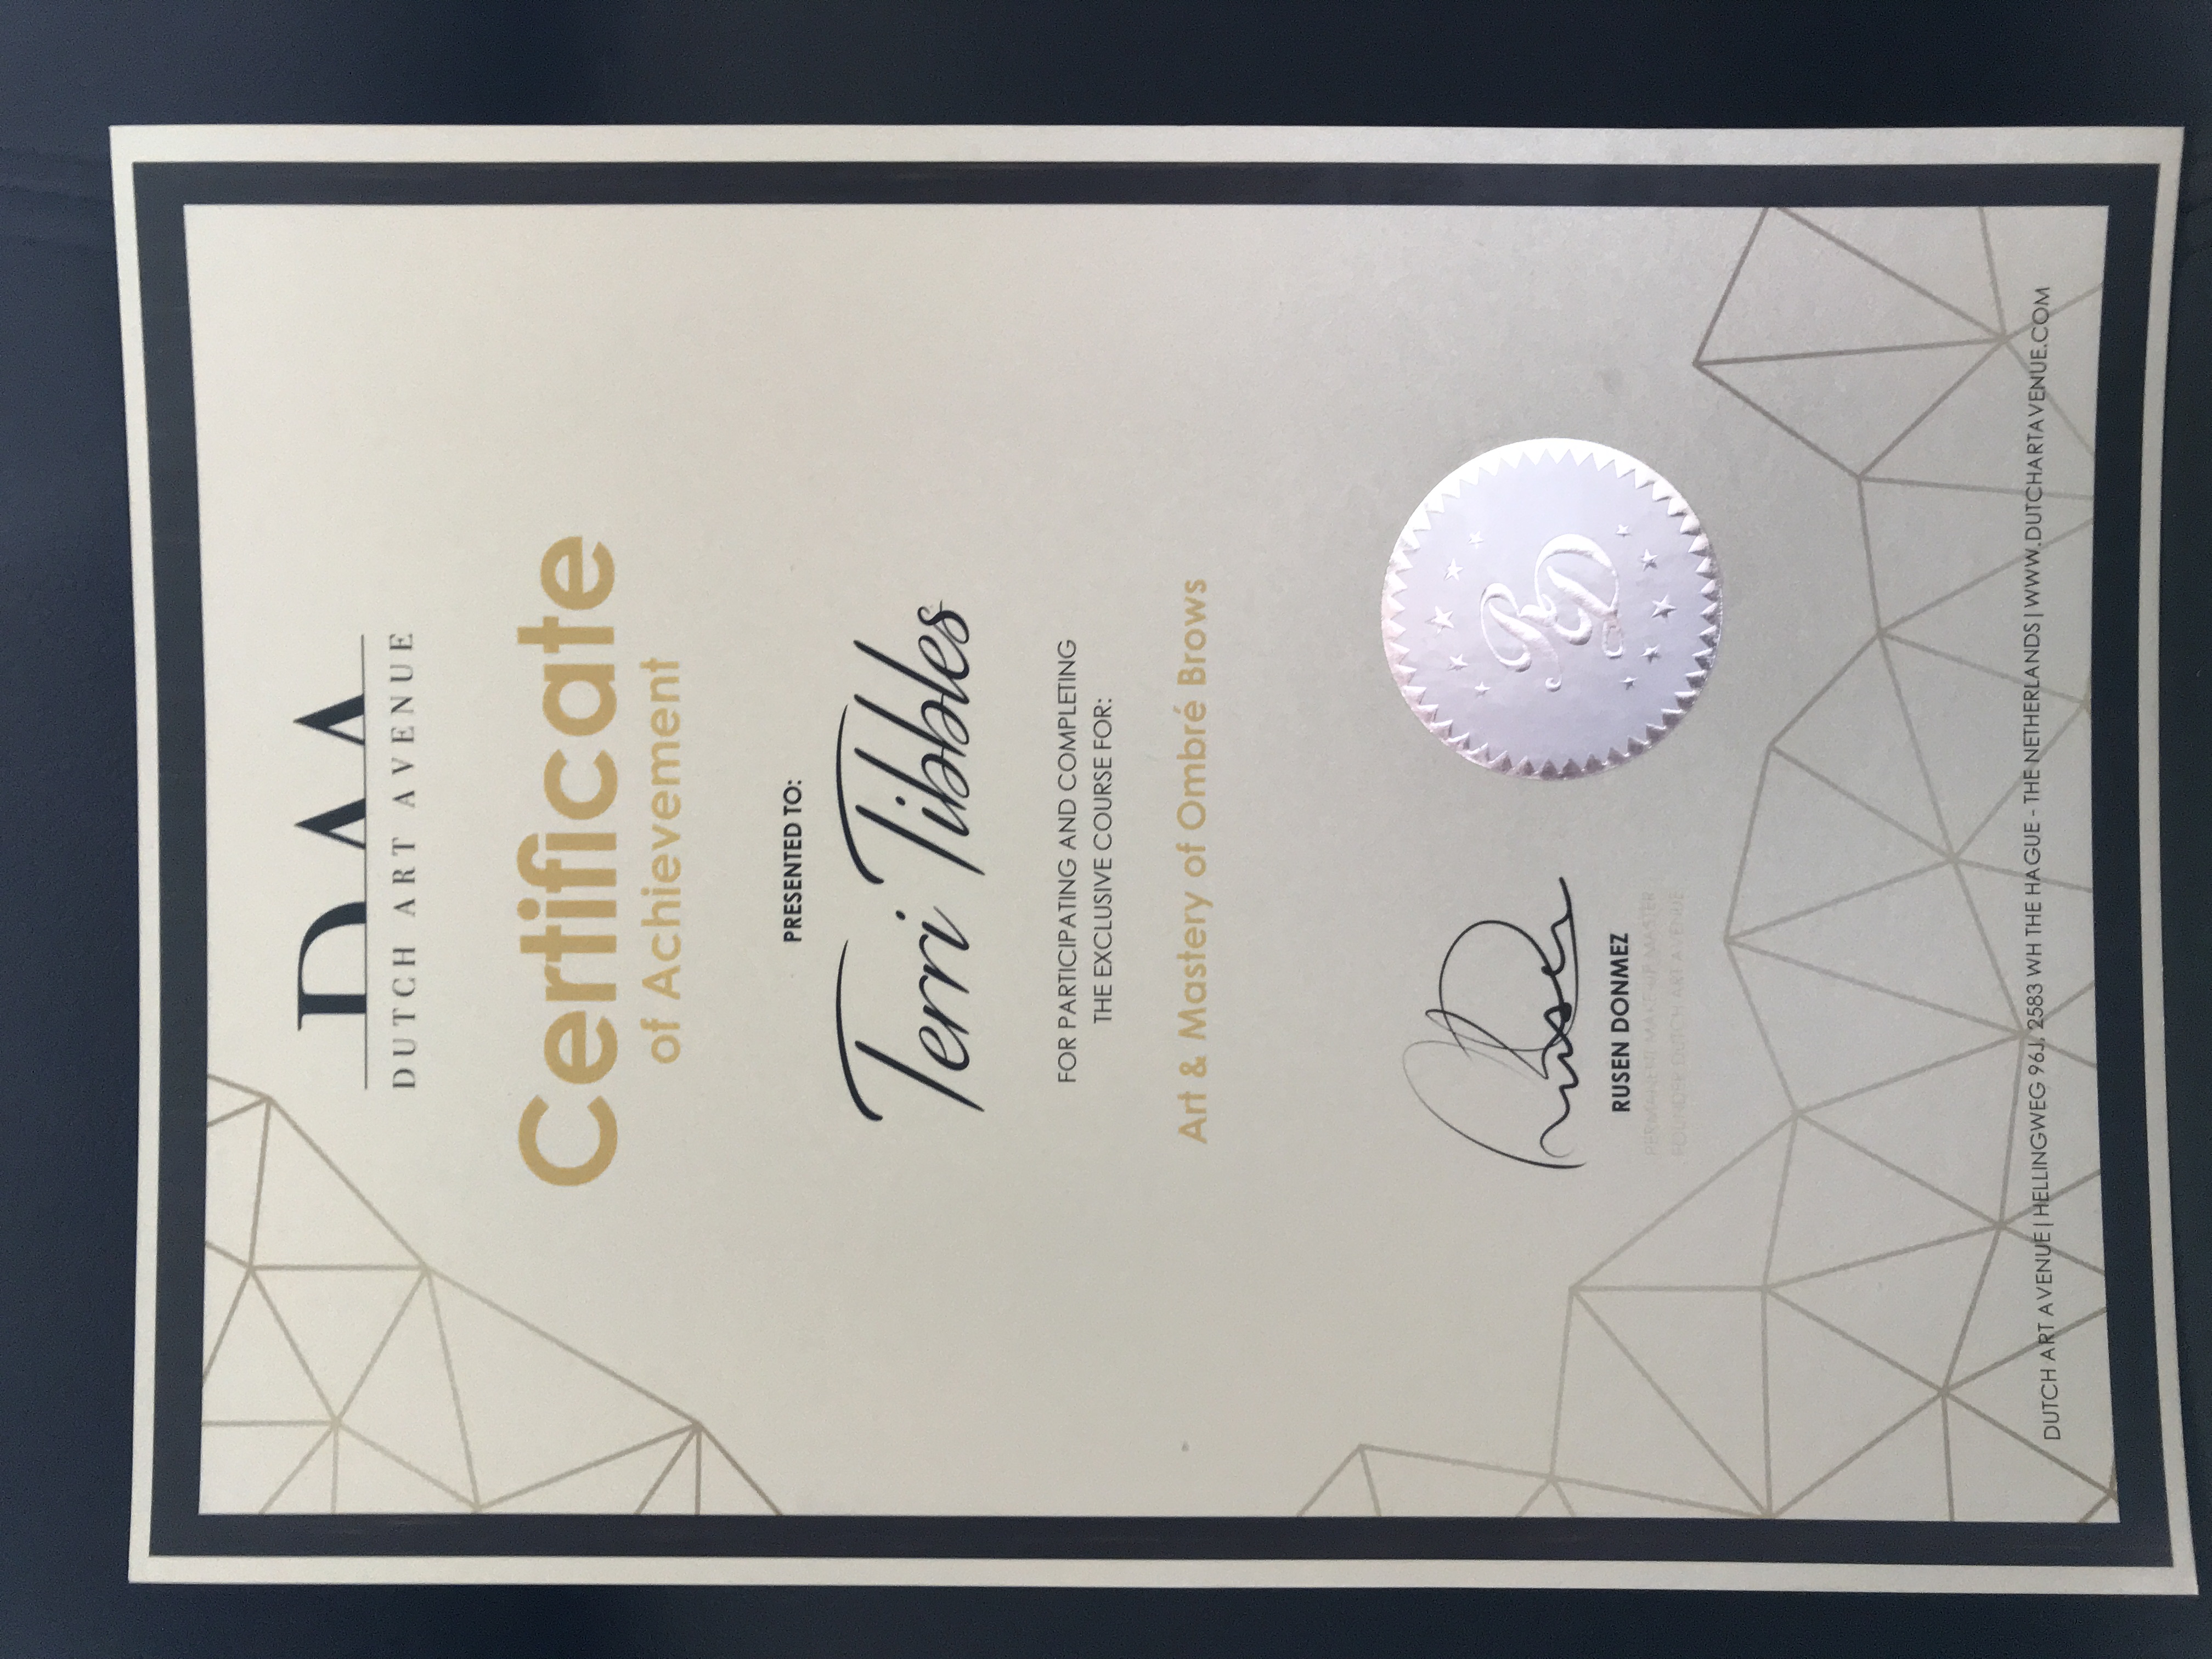 DAA
DUTCH ART AVENUE
Certificate
of Achievement
PRESENTED TO:
Terri Tibbles
FOR PARTICIPATING AND COMPLETING
THE EXCLUSIVE COURSE FOR:
Art & Mastery of Ombré Brows
Rusen
RUSEN DONMEZ
PERMANENT MAKE-UP MASTER
FOUNDER DUTCH ART AVENUE
RD
DUTCH ART AVENUE | HELLINGWEG 96J, 2583 WH THE HAGUE - THE NETHERLANDS | WWW.DUTCHARTAVENUE.COM